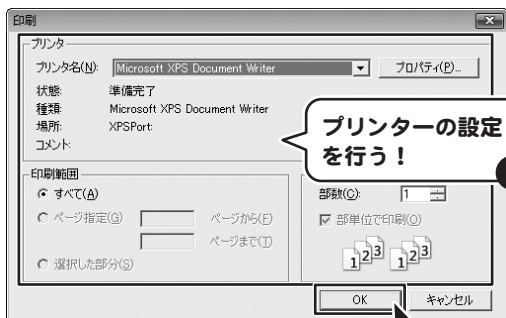 印刷
プリンタ
プリンタ名(N): Microsoft XPS Document Writer プロパティ(P)...
状態: 準備完了
種類: Microsoft XPS Document Writer
場所: XPSPort:
コメント:
プリンターの設定
を行う！
印刷範囲
すべて(A)
ページ指定(G) ページから(F)
ページまで(T)
選択した部分(S)
部数(C): 1
部単位で印刷(O)
1 2 3 1 2 3
OK キャンセル